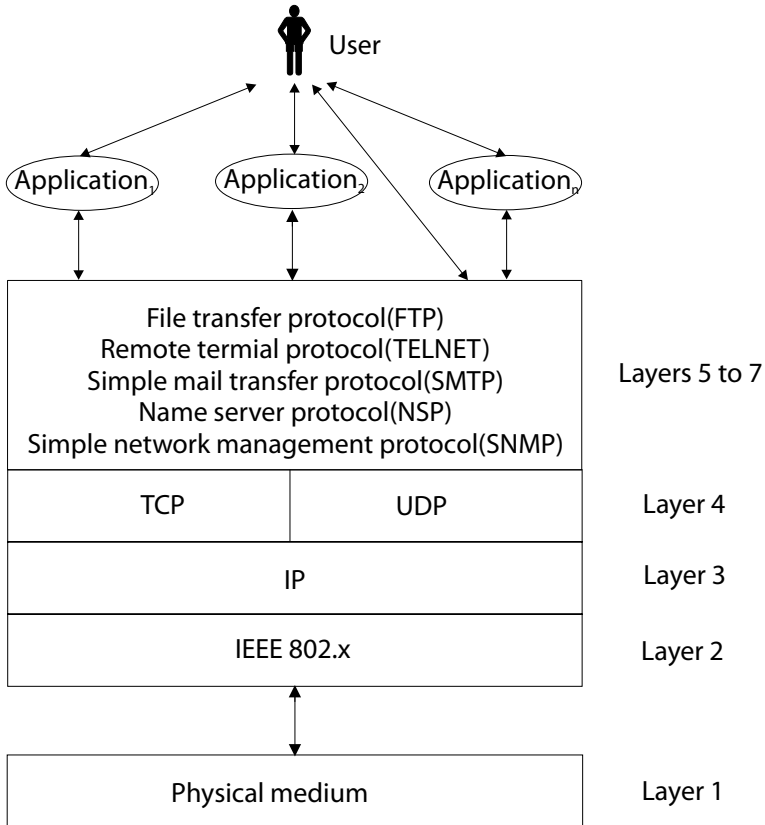 User
Application1
Application2
Applicationn
File transfer protocol(FTP)
Remote termial protocol(TELNET)
Simple mail transfer protocol(SMTP)
Name server protocol(NSP)
Simple network management protocol(SNMP)
Layers 5 to 7
TCP
UDP
Layer 4
IP
Layer 3
IEEE 802.x
Layer 2
Physical medium
Layer 1